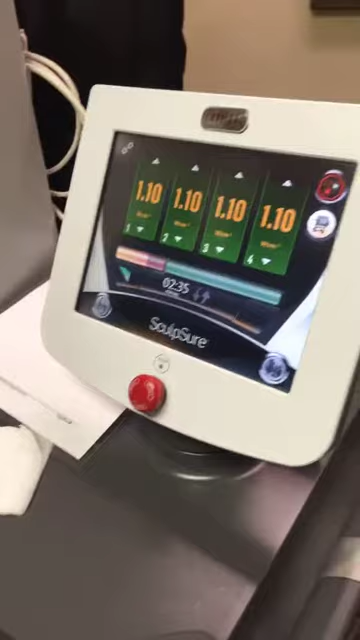 1.10 1.10 1.10 1.10
W/cm² W/cm² W/cm² W/cm²
1 2 3 4
02:35
SculpSure